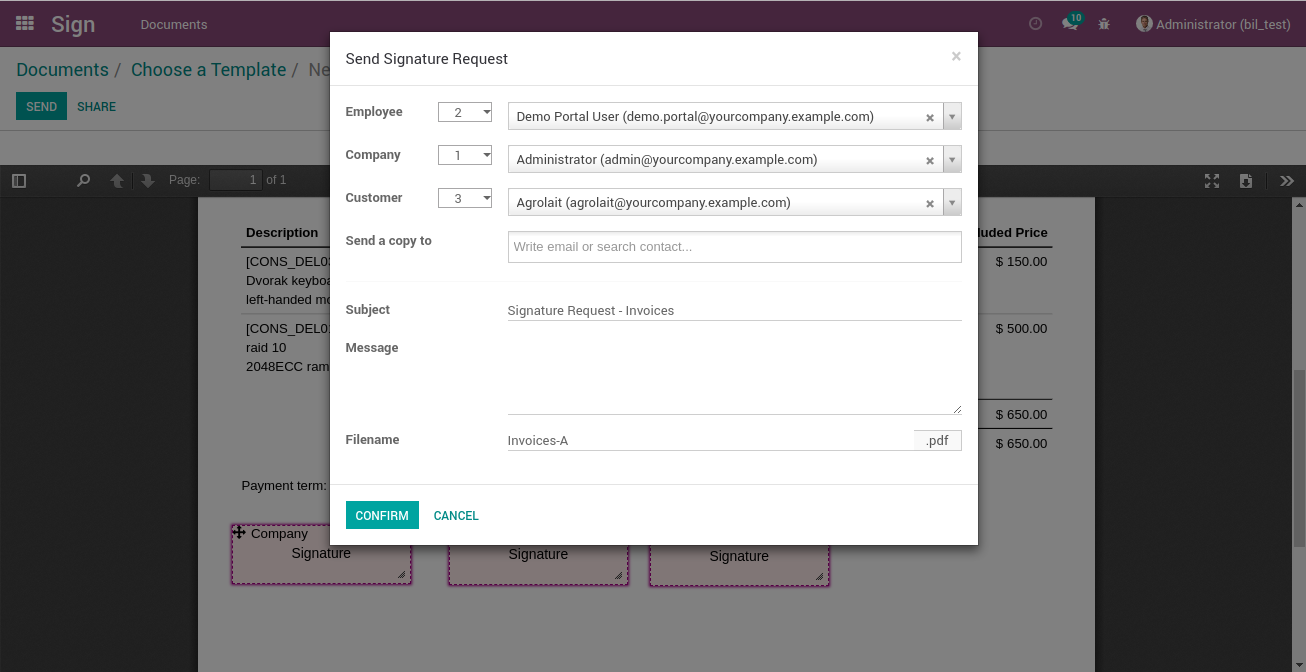 Sign Documents 10 Administrator (bil_test)
Documents / Choose a Template / Ne
SEND SHARE
Page: 1 of 1
Send Signature Request ×
Employee 2 Demo Portal User (demo.portal@yourcompany.example.com) ×
Company 1 Administrator (admin@yourcompany.example.com) ×
Customer 3 Agrolait (agrolait@yourcompany.example.com) ×
Send a copy to Write email or search contact...
Subject Signature Request - Invoices
Message
Filename Invoices-A .pdf
CONFIRM CANCEL
Description luded Price
[CONS_DEL03 $ 150.00
Dvorak keyboa
left-handed mo
[CONS_DEL0 $ 500.00
raid 10
2048ECC ram
$ 650.00
$ 650.00
Payment term:
Company
Signature Signature Signature